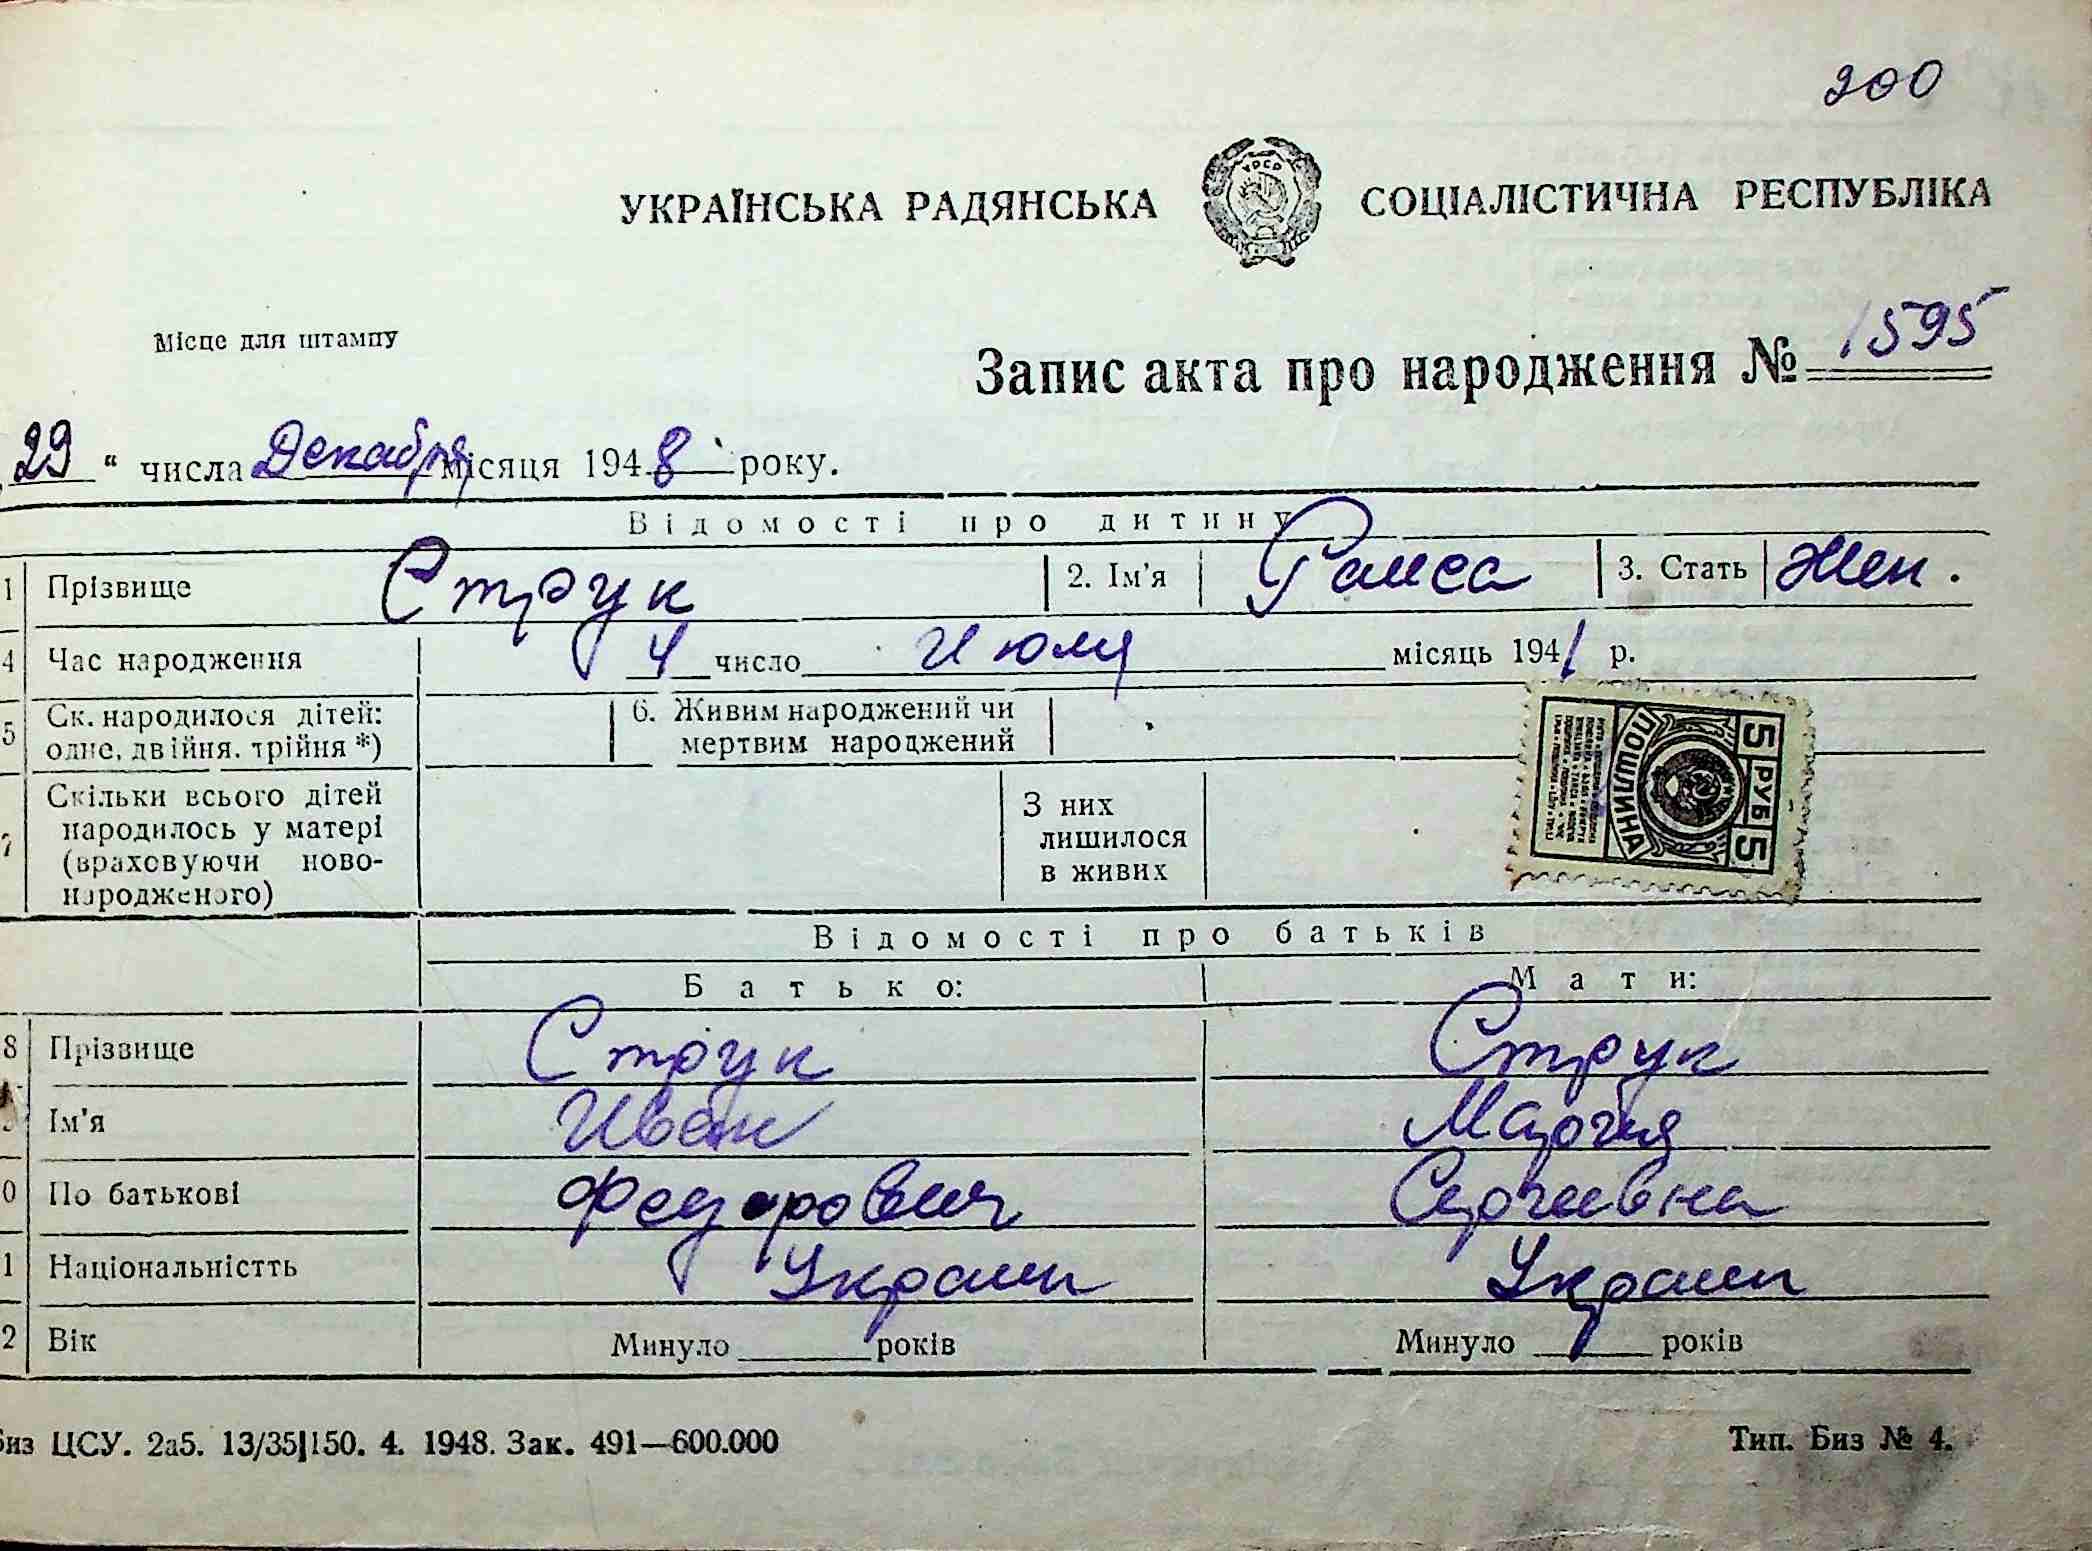 200
УКРАЇНСЬКА РАДЯНСЬКА СОЦІАЛІСТИЧНА РЕСПУБЛІКА
УРСР
Місце для штампу
Запис акта про народження № 1595
29 " числа Декабря місяця 1948 року.
Відомості про дитину
1 Прізвище Струк 2. Ім'я Раиса 3. Стать Жен.
4 Час народження 4 число Июля місяць 1941 р.
5 Ск. народилося дітей: одне, двійня, трійня *) 6. Живим народжений чи мертвим народжений
7 Скільки всього дітей народилось у матері (враховуючи новонародженого) З них лишилося в живих
5 РУБ 5
ПОШЛИНА
Відомості про батьків
Батько: Мати:
8 Прізвище Струк Струк
Ім'я Иван Мария
0 По батькові Федорович Сергеевна
1 Національністть Украин Украин
2 Вік Минуло років Минуло років
Биз ЦСУ. 2а5. 13/35|150. 4. 1948. Зак. 491—600.000 Тип. Биз № 4.